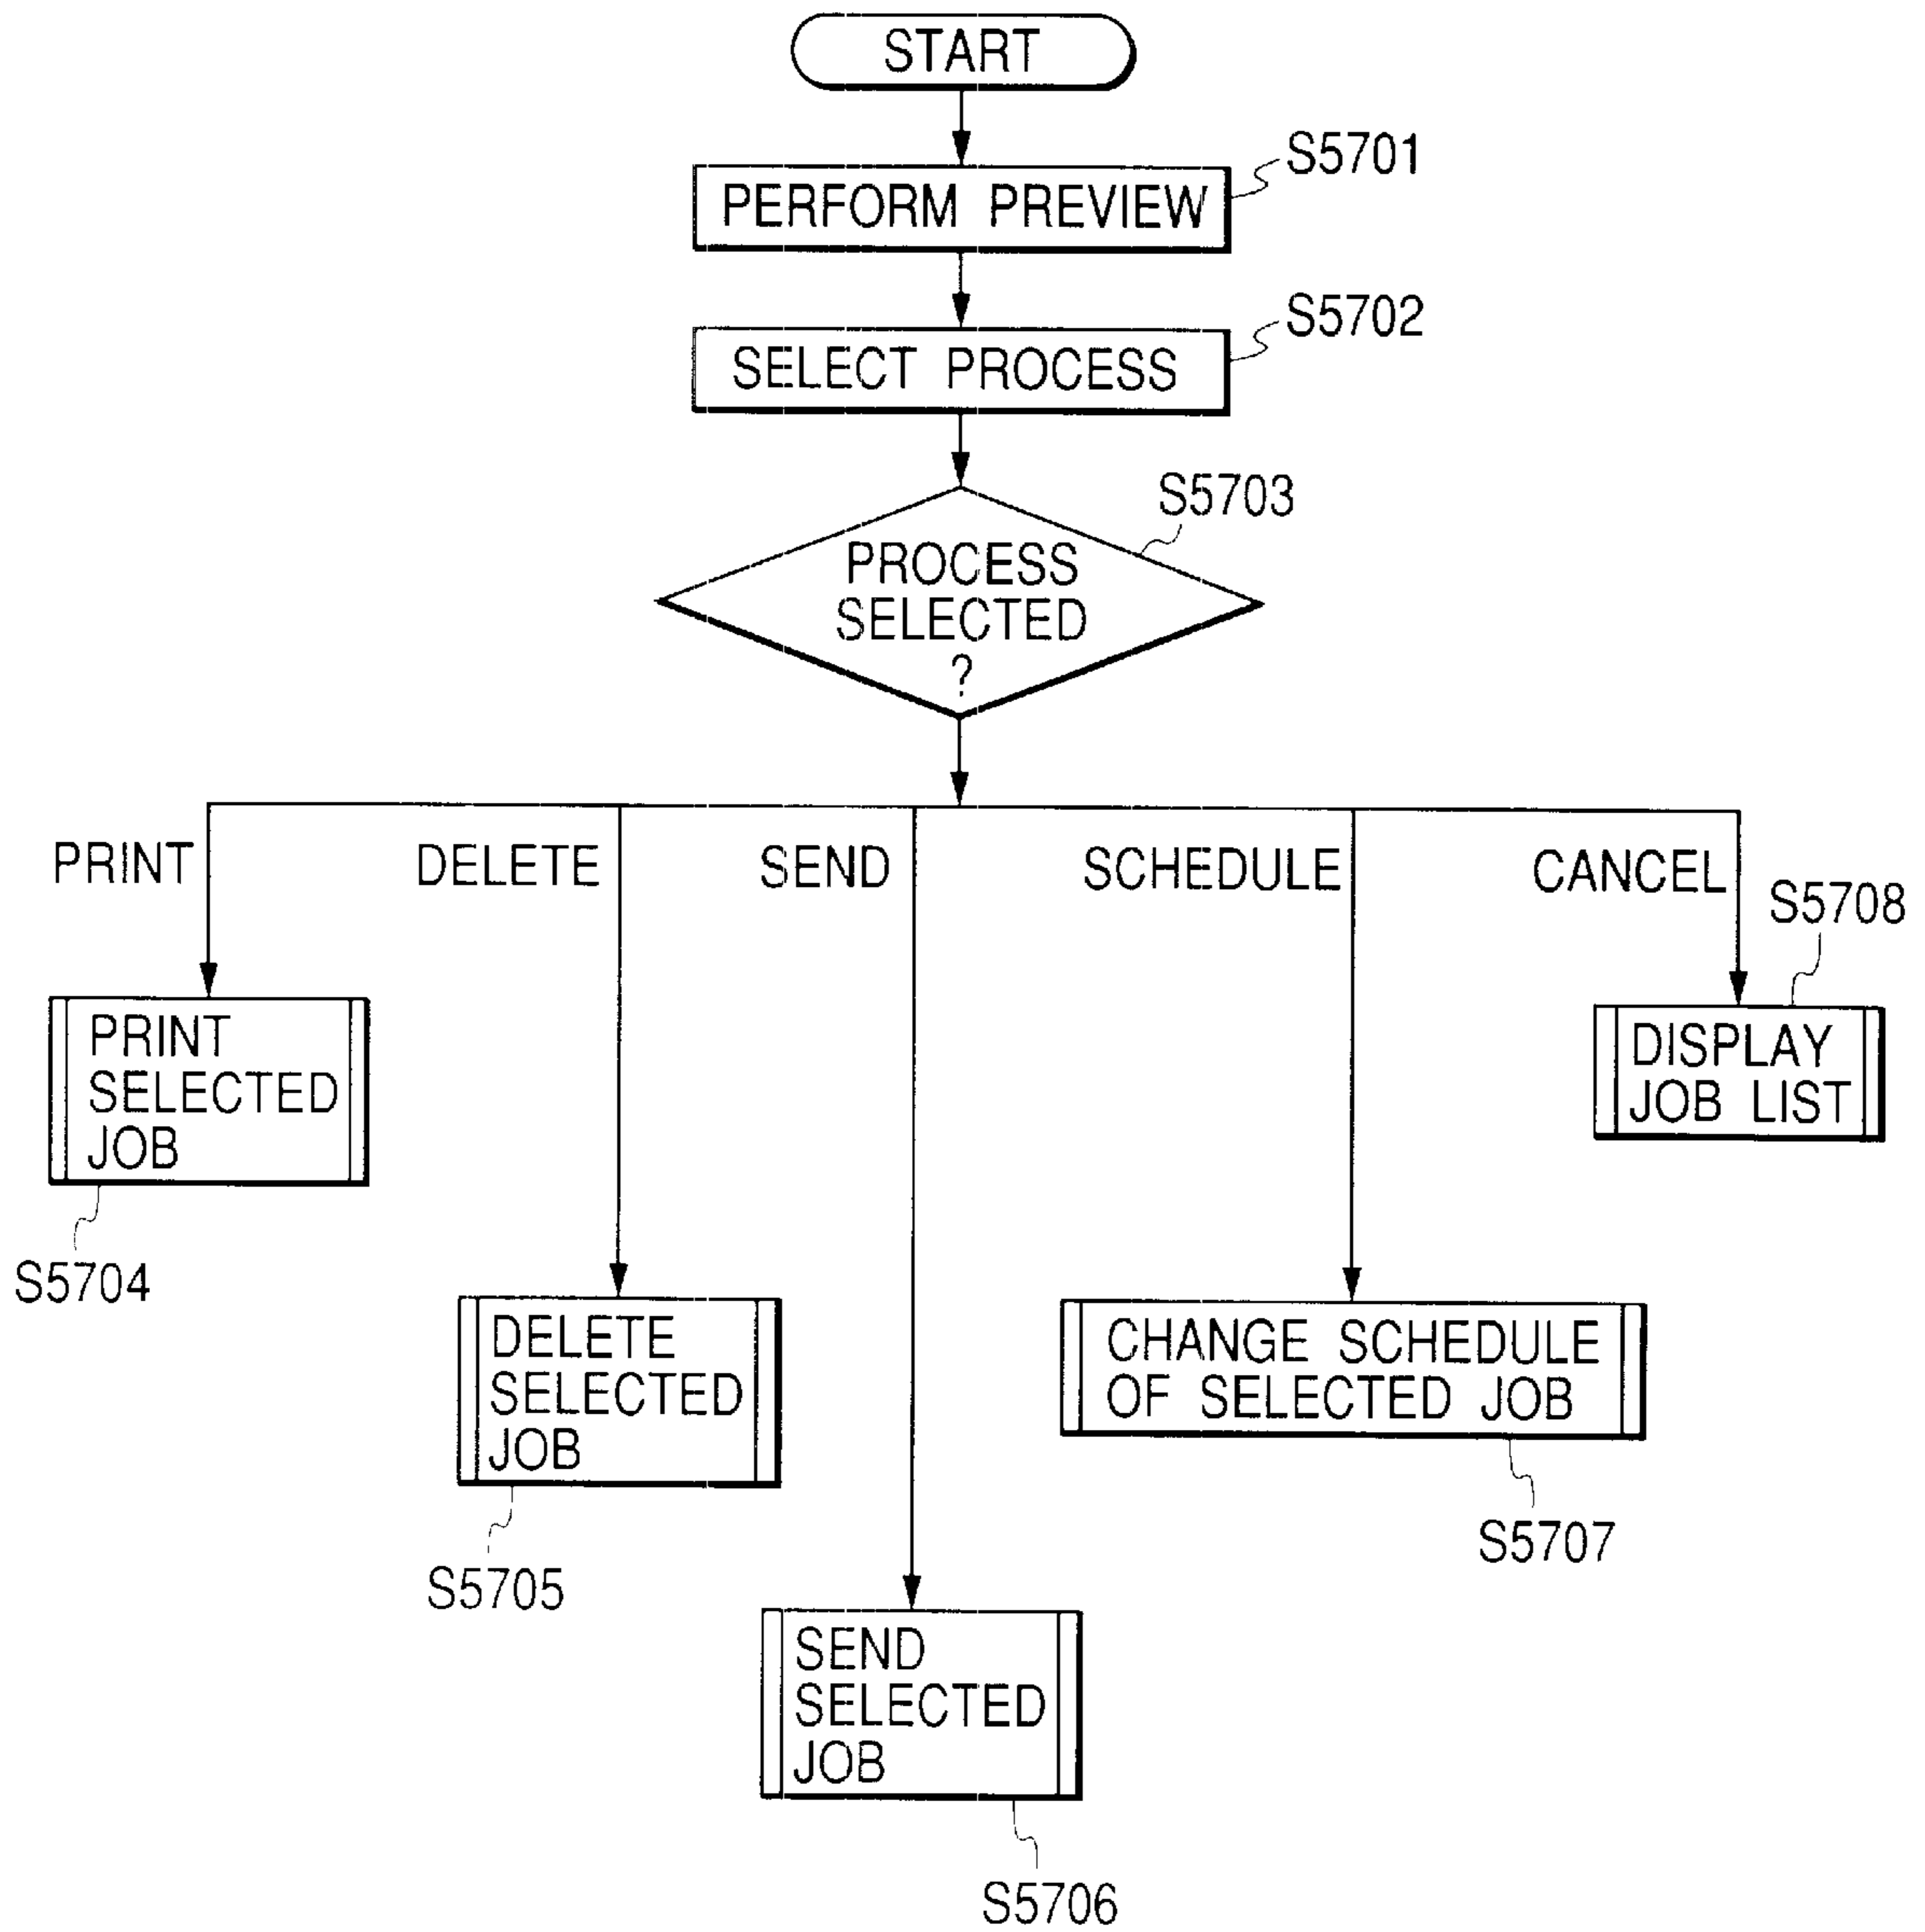 START
S5701
PERFORM PREVIEW
S5702
SELECT PROCESS
S5703
PROCESS
SELECTED
?
PRINT
DELETE
SEND
SCHEDULE
CANCEL
S5708
PRINT
SELECTED
JOB
S5704
DISPLAY
JOB LIST
DELETE
SELECTED
JOB
S5705
CHANGE SCHEDULE
OF SELECTED JOB
S5707
SEND
SELECTED
JOB
S5706